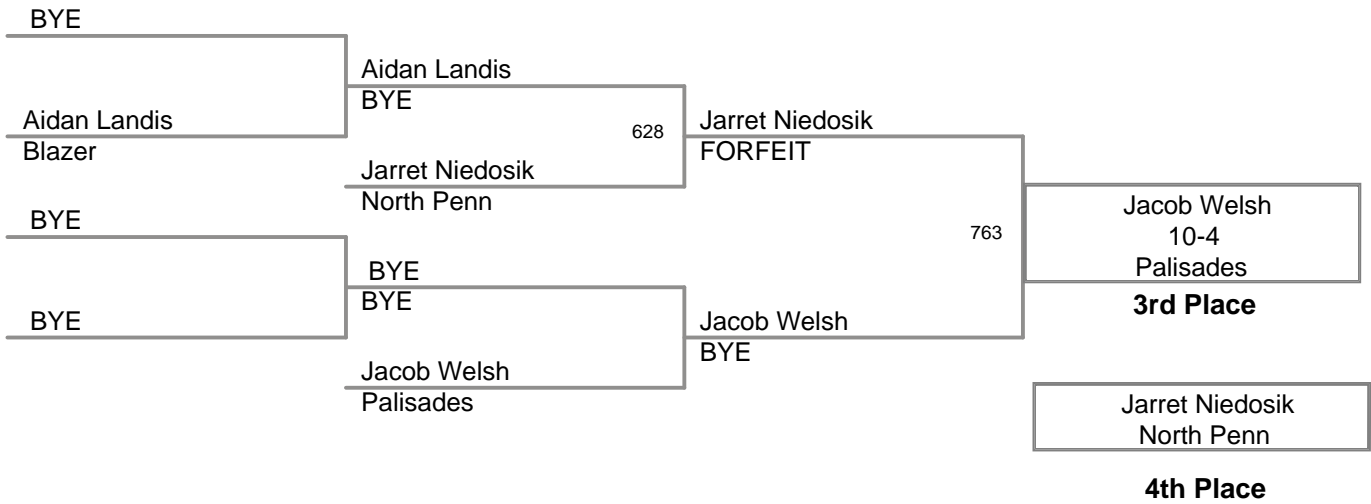 BYE
Aidan Landis
Blazer
BYE
BYE
Aidan Landis
BYE
628
Jarret Niedosik
North Penn
BYE
BYE
Jacob Welsh
Palisades
Jarret Niedosik
FORFEIT
763
Jacob Welsh
BYE
Jacob Welsh
10-4
Palisades
3rd Place
Jarret Niedosik
North Penn
4th Place